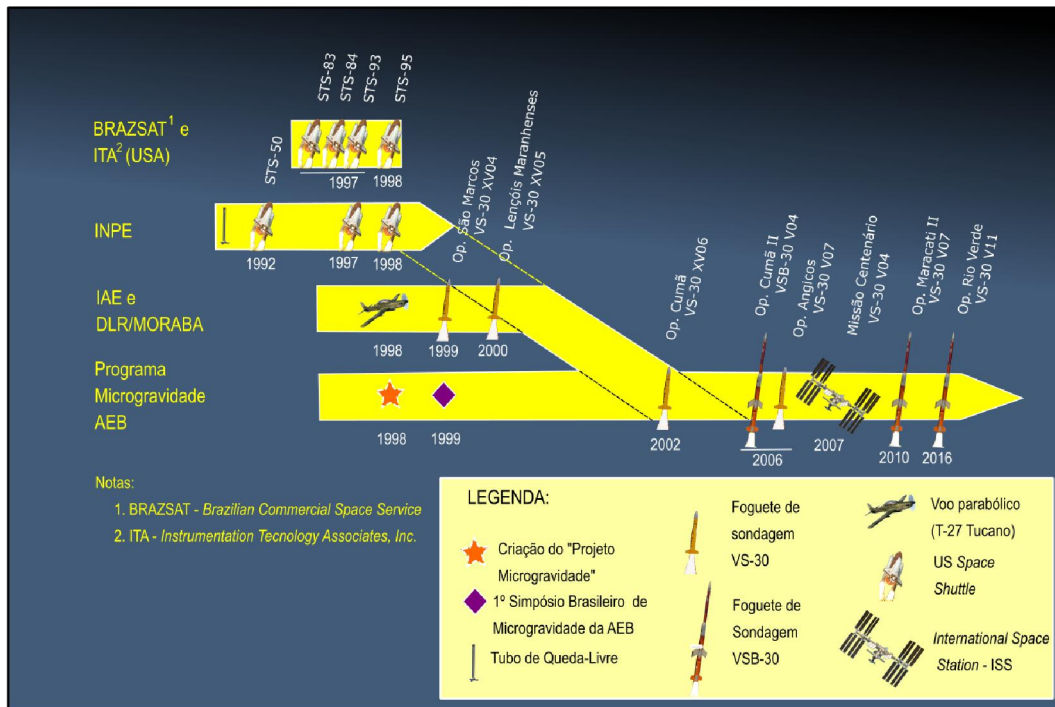 STS-83
STS-84
STS-93
STS-95
BRAZSAT¹ e
ITA² (USA)
1997
1998
STS-50
INPE
1992
1997
1998
Op. São Marcos
VS-30 XV04
Op. Lençóis Maranhenses
VS-30 XV05
IAE e
DLR/MORABA
1998
1999
2000
Op. Cumã
VS-30 XV06
Op. Cumã II
VSB-30 V04
Op. Angicos
VS-30 V07
Missão Centenário
VS-30 V04
Op. Maracati II
VS-30 V07
Op. Rio Verde
VS-30 V11
Programa
Microgravidade
AEB
1998
1999
2002
2006
2007
2010
2016
Notas:
1. BRAZSAT - Brazilian Commercial Space Service
2. ITA - Instrumentation Tecnology Associates, Inc.
LEGENDA:
Criação do "Projeto
Microgravidade"
1º Simpósio Brasileiro de
Microgravidade da AEB
Tubo de Queda-Livre
Foguete de
sondagem
VS-30
Foguete de
Sondagem
VSB-30
Voo parabólico
(T-27 Tucano)
US Space
Shuttle
International Space
Station - ISS